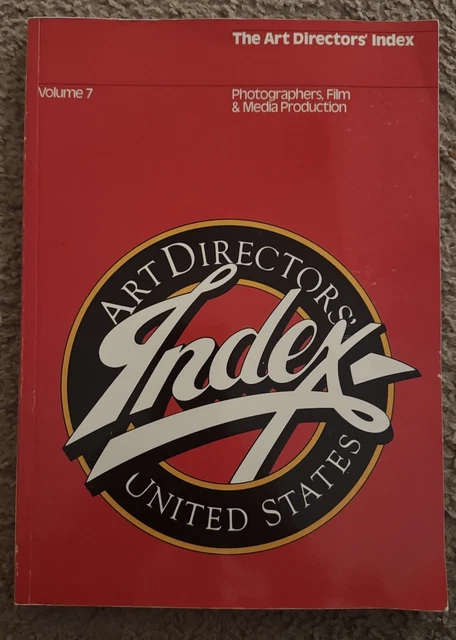 The Art Directors' Index
Volume 7
Photographers, Film
& Media Production
ART DIRECTORS'
Index
UNITED STATES